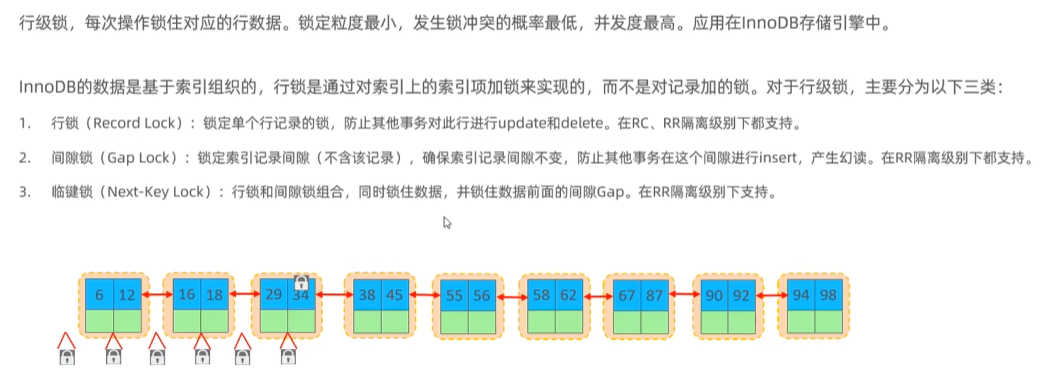 行级锁，每次操作锁住对应的行数据。锁定粒度最小，发生锁冲突的概率最低，并发度最高。应用在InnoDB存储引擎中。
InnoDB的数据是基于索引组织的，行锁是通过对索引上的索引项加锁来实现的，而不是对记录加的锁。对于行级锁，主要分为以下三类：
1. 行锁（Record Lock）：锁定单个行记录的锁，防止其他事务对此行进行update和delete。在RC、RR隔离级别下都支持。
2. 间隙锁（Gap Lock）：锁定索引记录间隙（不含该记录），确保索引记录间隙不变，防止其他事务在这个间隙进行insert，产生幻读。在RR隔离级别下都支持。
3. 临键锁（Next-Key Lock）：行锁和间隙锁组合，同时锁住数据，并锁住数据前面的间隙Gap。在RR隔离级别下支持。
6 12 16 18 29 34 38 45 55 56 58 62 67 87 90 92 94 98